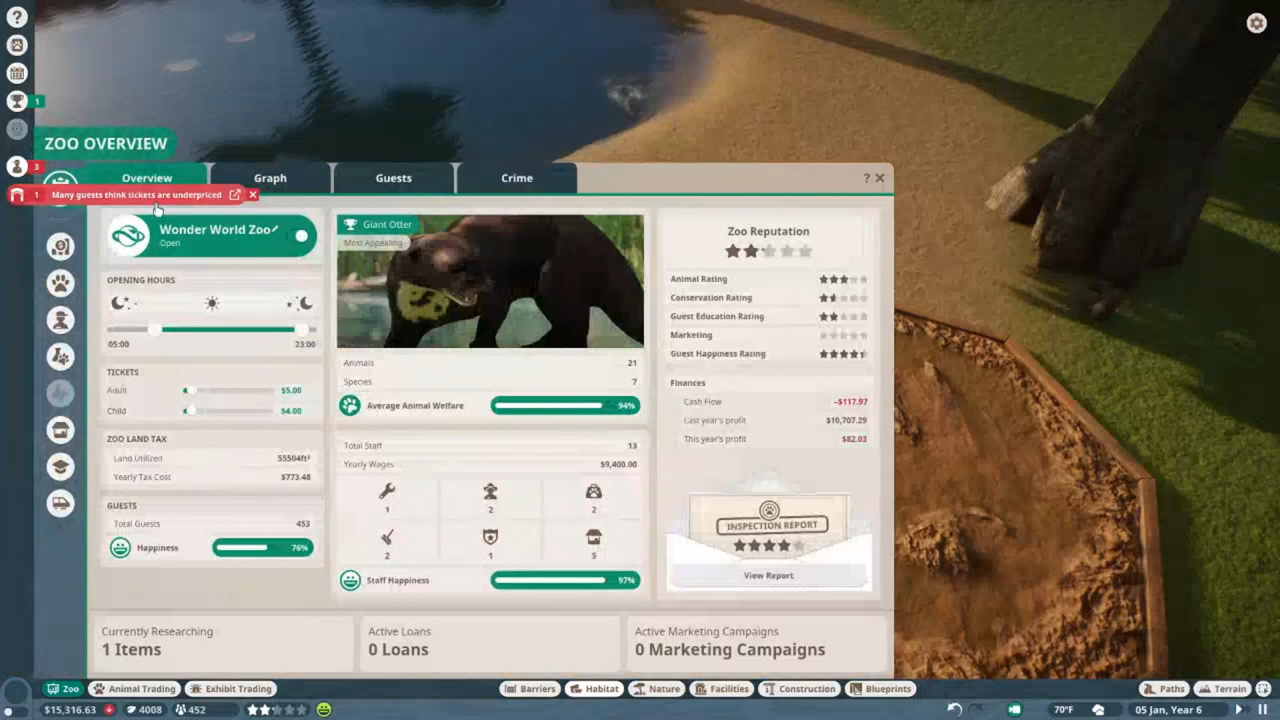 ?
1
ZOO OVERVIEW
3
Overview
Graph
Guests
Crime
?
1 Many guests think tickets are underpriced
Wonder World Zoo
Open
OPENING HOURS
05:00
23:00
TICKETS
Adult $5.00
Child $4.00
ZOO LAND TAX
Land Utilized 55504ft²
Yearly Tax Cost $773.48
GUESTS
Total Guests 453
Happiness 76%
Giant Otter
Most Appealing
Animals 21
Species 7
Average Animal Welfare 94%
Total Staff 13
Yearly Wages $9,400.00
1
2
2
2
1
5
Staff Happiness 97%
Zoo Reputation
Animal Rating
Conservation Rating
Guest Education Rating
Marketing
Guest Happiness Rating
Finances
Cash Flow -$117.97
Last year's profit $10,707.29
This year's profit $82.03
INSPECTION REPORT
View Report
Currently Researching
1 Items
Active Loans
0 Loans
Active Marketing Campaigns
0 Marketing Campaigns
Zoo
Animal Trading
Exhibit Trading
Barriers
Habitat
Nature
Facilities
Construction
Blueprints
Paths
Terrain
$15,316.63
4008
452
70°F
05 Jan, Year 6